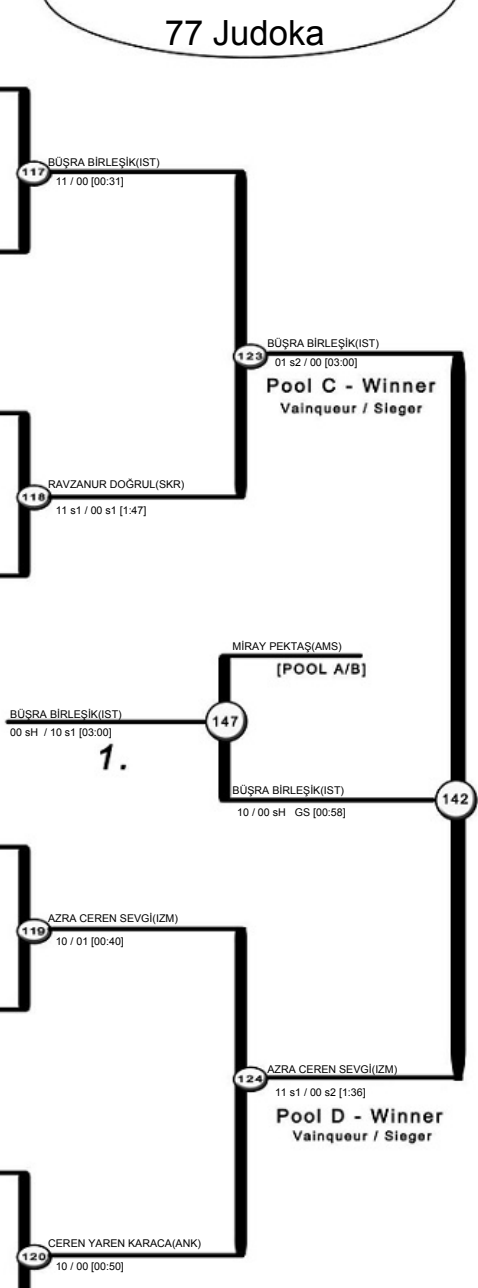 77 Judoka
117
BÜŞRA BİRLEŞİK(IST)
11 / 00 [00:31]
123
BÜŞRA BİRLEŞİK(IST)
01 s2 / 00 [03:00]
Pool C - Winner
Vainqueur / Sieger
118
RAVZANUR DOĞRUL(SKR)
11 s1 / 00 s1 [1:47]
MİRAY PEKTAŞ(AMS)
[POOL A/B]
BÜŞRA BİRLEŞİK(IST)
00 sH / 10 s1 [03:00]
1.
147
BÜŞRA BİRLEŞİK(IST)
10 / 00 sH GS [00:58]
142
119
AZRA CEREN SEVGİ(IZM)
10 / 01 [00:40]
124
AZRA CEREN SEVGİ(IZM)
11 s1 / 00 s2 [1:36]
Pool D - Winner
Vainqueur / Sieger
120
CEREN YAREN KARACA(ANK)
10 / 00 [00:50]